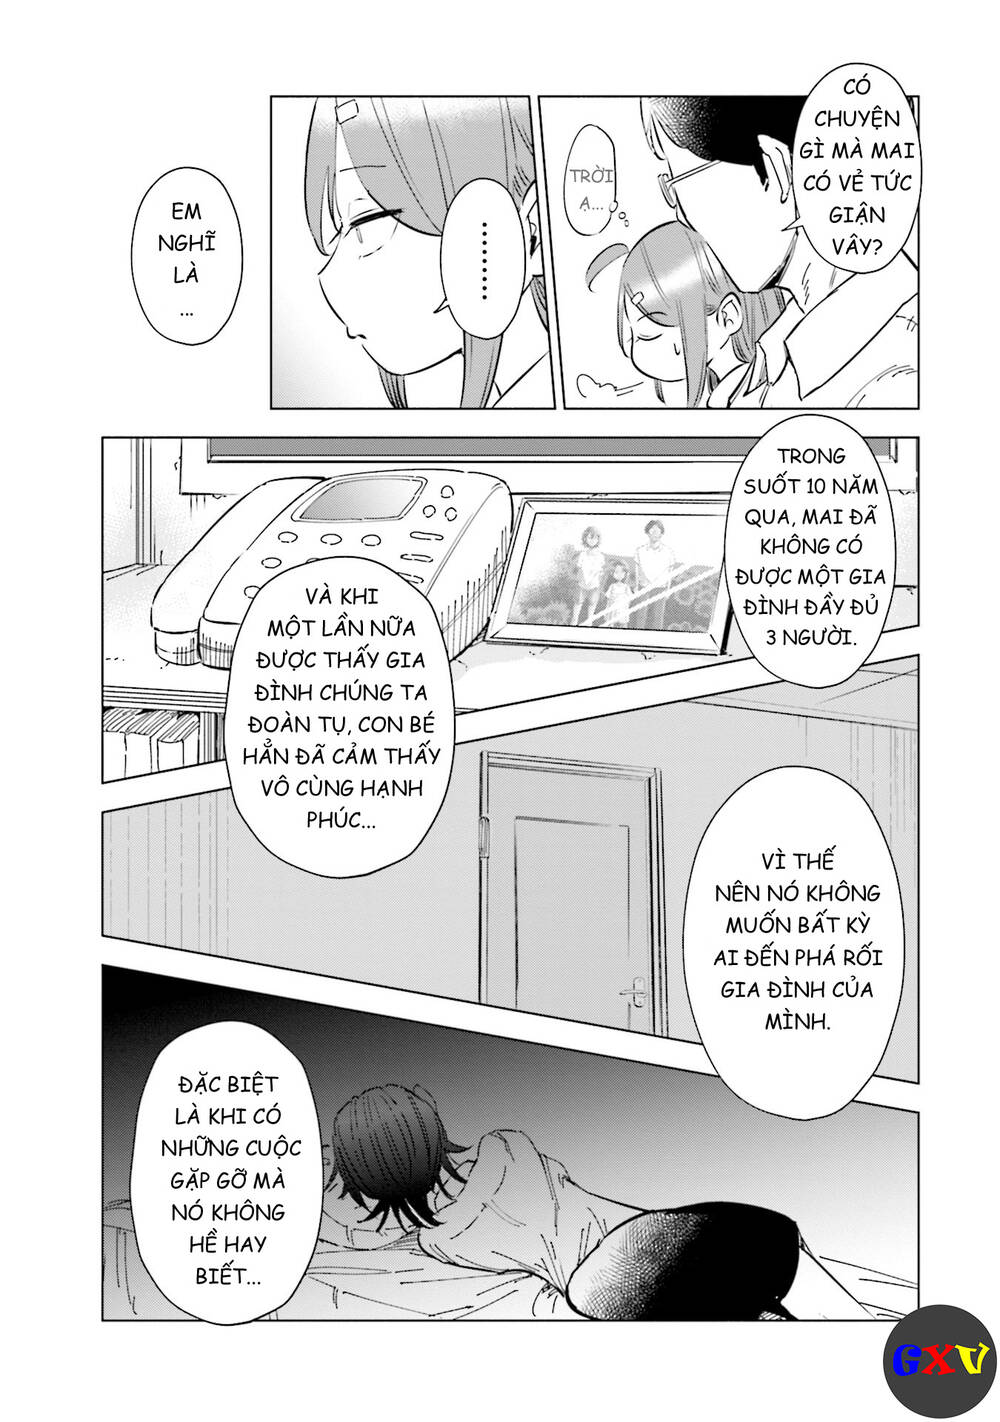 CÓ
CHUYỆN
GÌ MÀ MAI
CÓ VẺ TỨC
GIẬN
VÂY?
TRỜI
Ạ...
........
EM
NGHĨ
LÀ
...
TRONG
SUỐT 10 NĂM
QUA, MAI ĐÃ
KHÔNG CÓ
ĐƯỢC MỘT GIA
ĐÌNH ĐẦY ĐỦ
3 NGƯỜI.
VÀ KHI
MỘT LẦN NỮA
ĐƯỢC THẤY GIA
ĐÌNH CHÚNG TA
ĐOÀN TỤ, CON BÉ
HẲN ĐÃ CẢM THẤY
VÔ CÙNG HẠNH
PHÚC...
VÌ THẾ
NÊN NÓ KHÔNG
MUỐN BẤT KỲ
AI ĐẾN PHÁ RỐI
GIA ĐÌNH CỦA
MÌNH.
ĐẶC BIỆT
LÀ KHI CÓ
NHỮNG CUỘC
GẶP GỠ MÀ
NÓ KHÔNG
HỀ HAY
BIẾT...
GXV